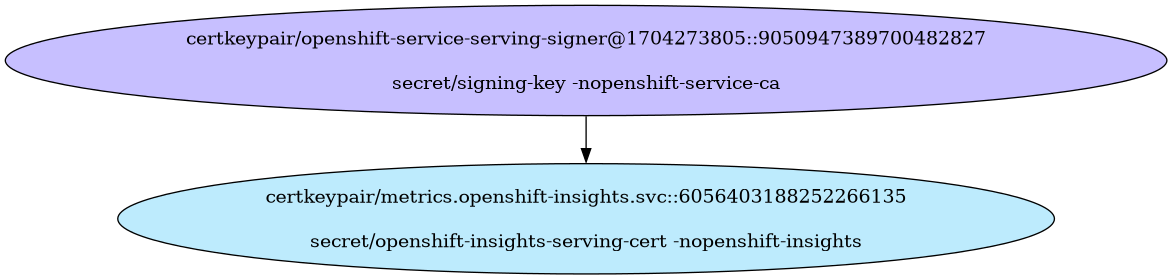 certkeypair/openshift-service-serving-signer@1704273805::9050947389700482827
secret/signing-key -nopenshift-service-ca
certkeypair/metrics.openshift-insights.svc::6056403188252266135
secret/openshift-insights-serving-cert -nopenshift-insights